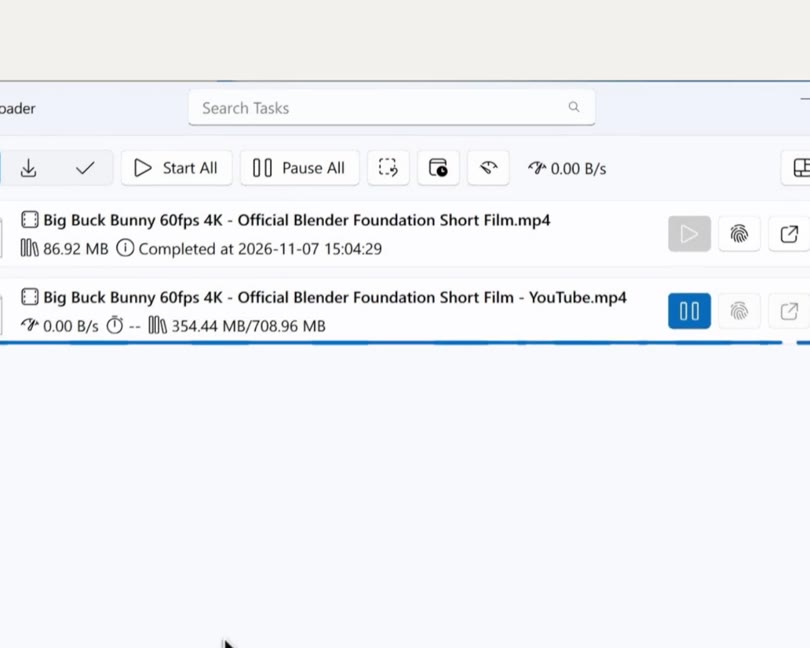 oader
Search Tasks
Start All
Pause All
0.00 B/s
Big Buck Bunny 60fps 4K - Official Blender Foundation Short Film.mp4
86.92 MB Completed at 2026-11-07 15:04:29
Big Buck Bunny 60fps 4K - Official Blender Foundation Short Film - YouTube.mp4
0.00 B/s -- 354.44 MB/708.96 MB